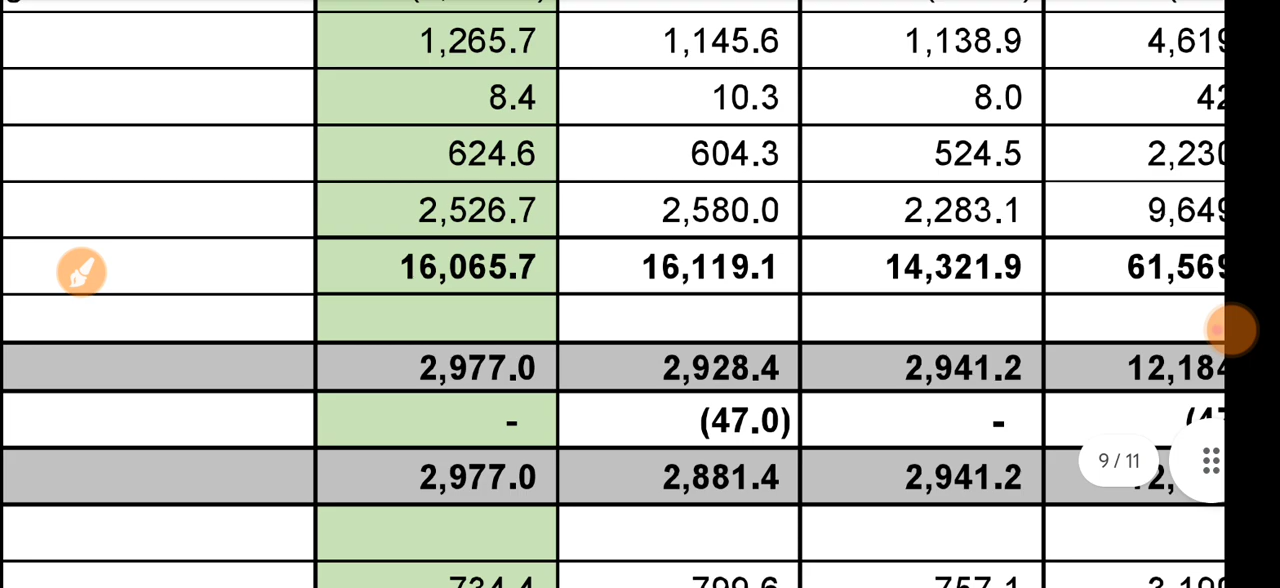 1,265.7 1,145.6 1,138.9
8.4 10.3 8.0
624.6 604.3 524.5
2,526.7 2,580.0 2,283.1
16,065.7 16,119.1 14,321.9
2,977.0 2,928.4 2,941.2
- (47.0) -
9 / 11
2,977.0 2,881.4 2,941.2